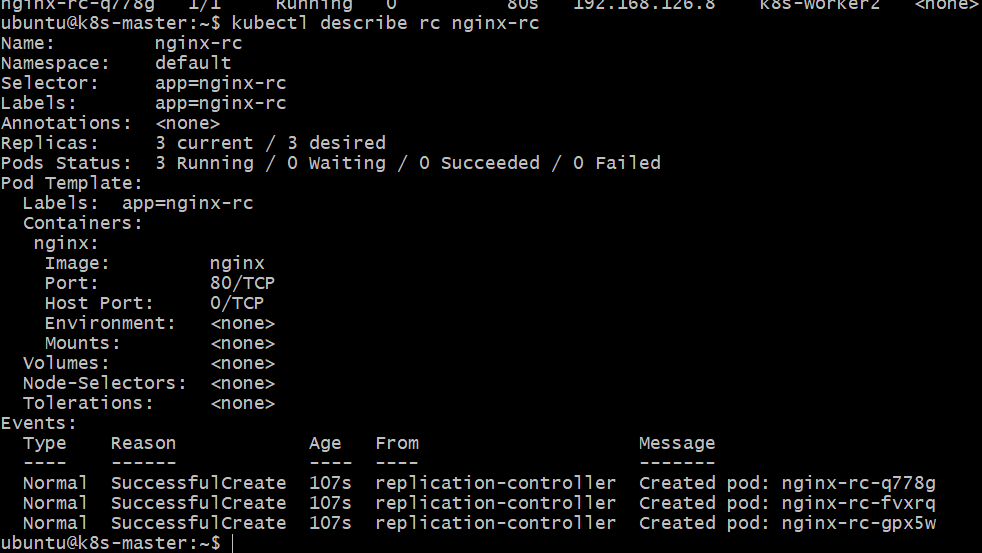 nginx-rc-q778g   1/1     Running   0          80s   192.168.126.8   k8s-worker2   <none>
ubuntu@k8s-master:~$ kubectl describe rc nginx-rc
Name:         nginx-rc
Namespace:    default
Selector:     app=nginx-rc
Labels:       app=nginx-rc
Annotations:  <none>
Replicas:     3 current / 3 desired
Pods Status:  3 Running / 0 Waiting / 0 Succeeded / 0 Failed
Pod Template:
  Labels:  app=nginx-rc
  Containers:
   nginx:
    Image:         nginx
    Port:          80/TCP
    Host Port:     0/TCP
    Environment:   <none>
    Mounts:        <none>
  Volumes:         <none>
  Node-Selectors:  <none>
  Tolerations:     <none>
Events:
  Type    Reason            Age   From                    Message
  ----    ------            ----  ----                    -------
  Normal  SuccessfulCreate  107s  replication-controller  Created pod: nginx-rc-q778g
  Normal  SuccessfulCreate  107s  replication-controller  Created pod: nginx-rc-fvxrq
  Normal  SuccessfulCreate  107s  replication-controller  Created pod: nginx-rc-gpx5w
ubuntu@k8s-master:~$